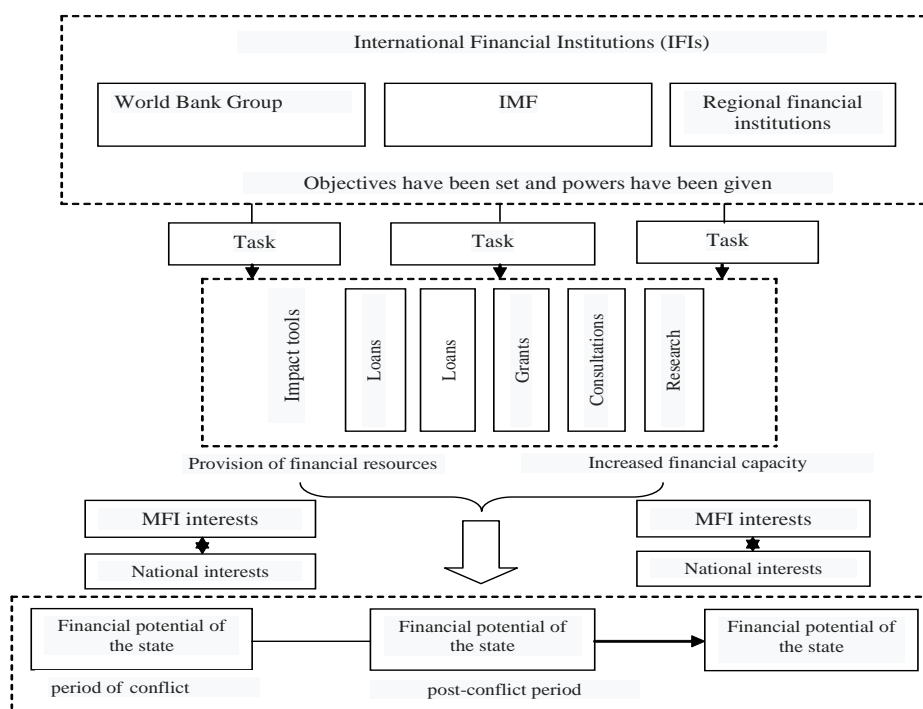 International Financial Institutions (IFIs)
World Bank Group
IMF
Regional financial
institutions
Objectives have been set and powers have been given
Task
Task
Task
Impact tools
Loans
Loans
Grants
Consultations
Research
Provision of financial resources
Increased financial capacity
MFI interests
National interests
MFI interests
National interests
Financial potential of
the state
Financial potential of
the state
Financial potential of
the state
period of conflict
post-conflict period